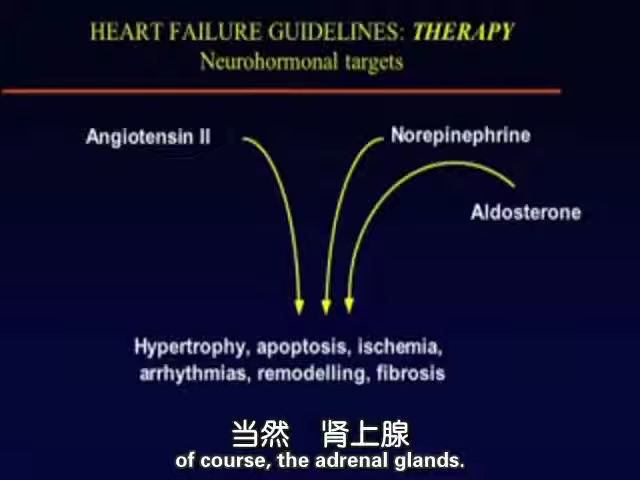 HEART FAILURE GUIDELINES: THERAPY
Neurohormonal targets
Angiotensin II
Norepinephrine
Aldosterone
Hypertrophy, apoptosis, ischemia,
arrhythmias, remodelling, fibrosis
当然 肾上腺
of course, the adrenal glands.